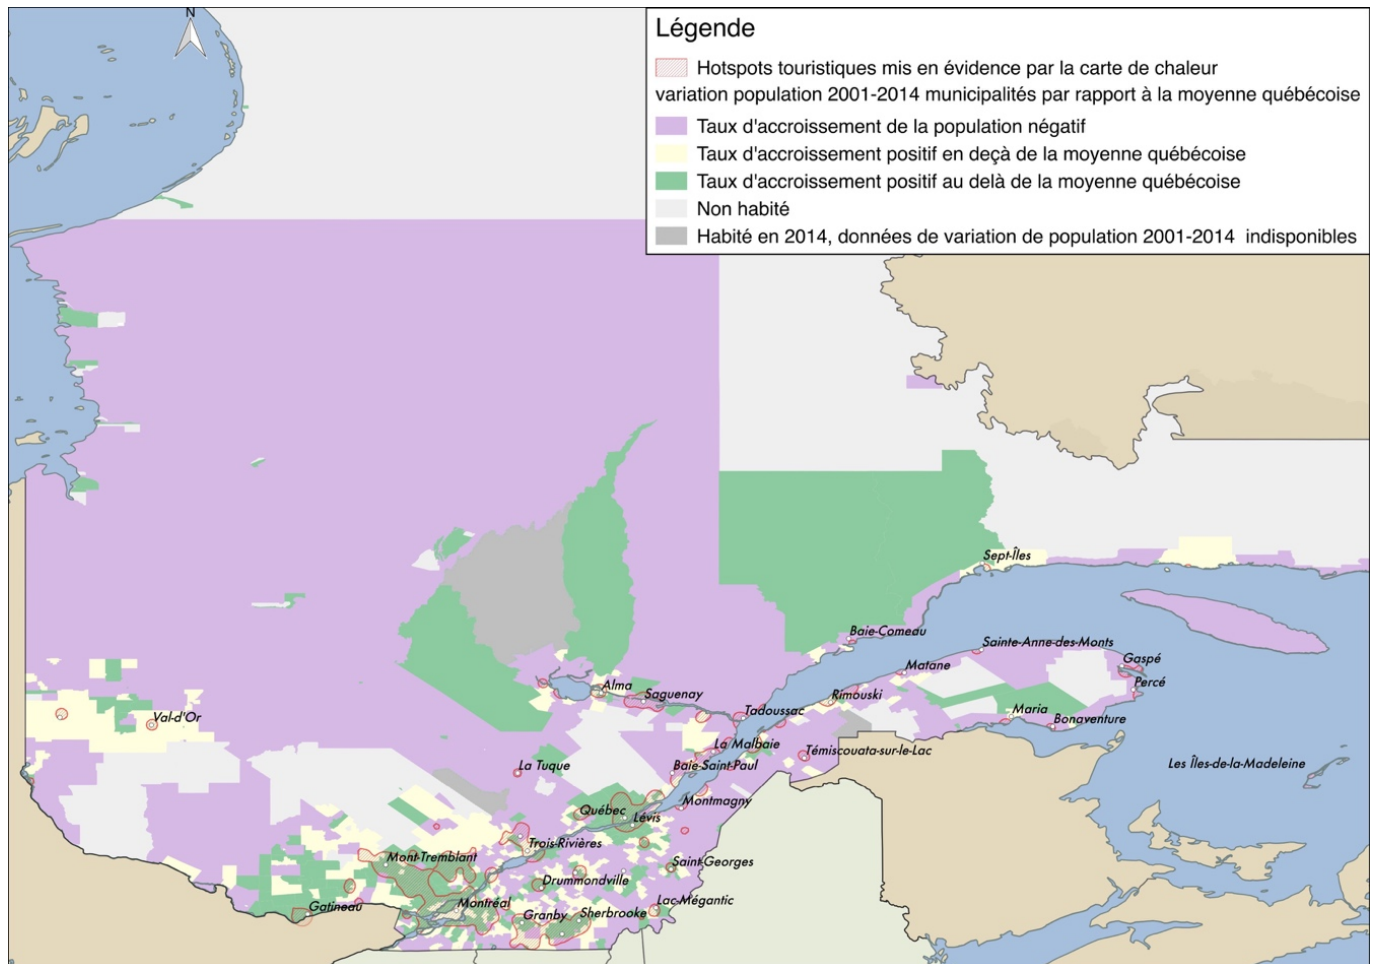 N
Légende
Hotspots touristiques mis en évidence par la carte de chaleur
variation population 2001-2014 municipalités par rapport à la moyenne québécoise
Taux d'accroissement de la population négatif
Taux d'accroissement positif en deçà de la moyenne québécoise
Taux d'accroissement positif au delà de la moyenne québécoise
Non habité
Habité en 2014, données de variation de population 2001-2014 indisponibles
Sept-Îles
Baie-Comeau
Sainte-Anne-des-Monts
Matane
Gaspé
Percé
Alma
Saguenay
Rimouski
Tadoussac
Maria
Bonaventure
Val-d'Or
La Malbaie
Témiscouata-sur-le-Lac
La Tuque
Baie-Saint-Paul
Les Îles-de-la-Madeleine
Montmagny
Québec
Lévis
Trois-Rivières
Mont-Tremblant
Saint-Georges
Drummondville
Lac-Mégantic
Gatineau
Montréal
Granby
Sherbrooke